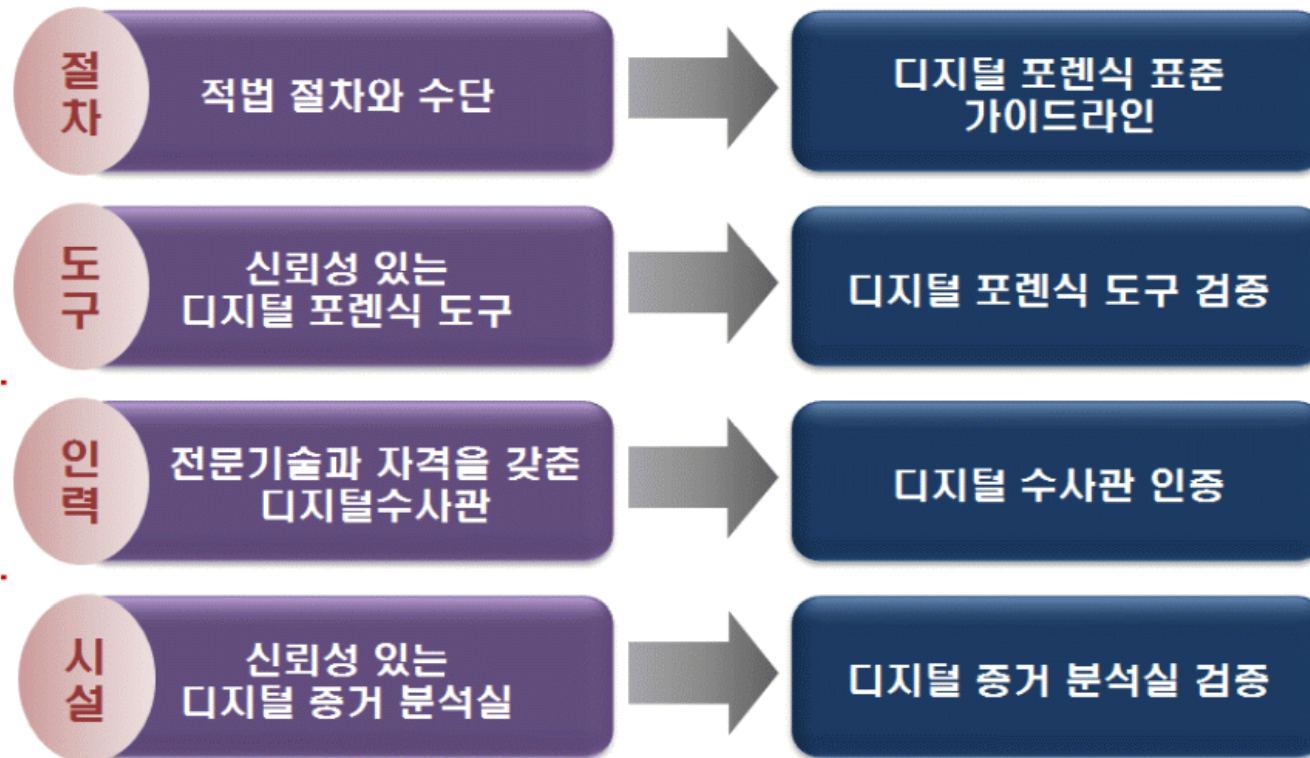 절차
적법 절차와 수단
디지털 포렌식 표준
가이드라인
도구
신뢰성 있는
디지털 포렌식 도구
디지털 포렌식 도구 검증
인력
전문기술과 자격을 갖춘
디지털수사관
디지털 수사관 인증
시설
신뢰성 있는
디지털 증거 분석실
디지털 증거 분석실 검증